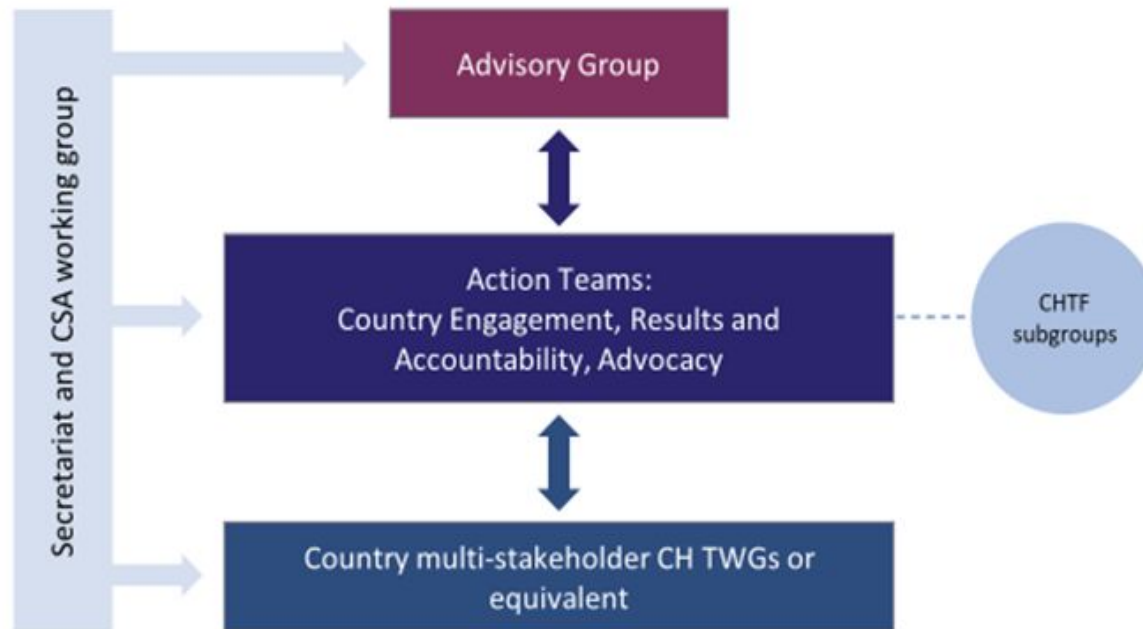 Secretariat and CSA working group
Advisory Group
Action Teams:
Country Engagement, Results and
Accountability, Advocacy
CHTF
subgroups
Country multi-stakeholder CH TWGs or
equivalent